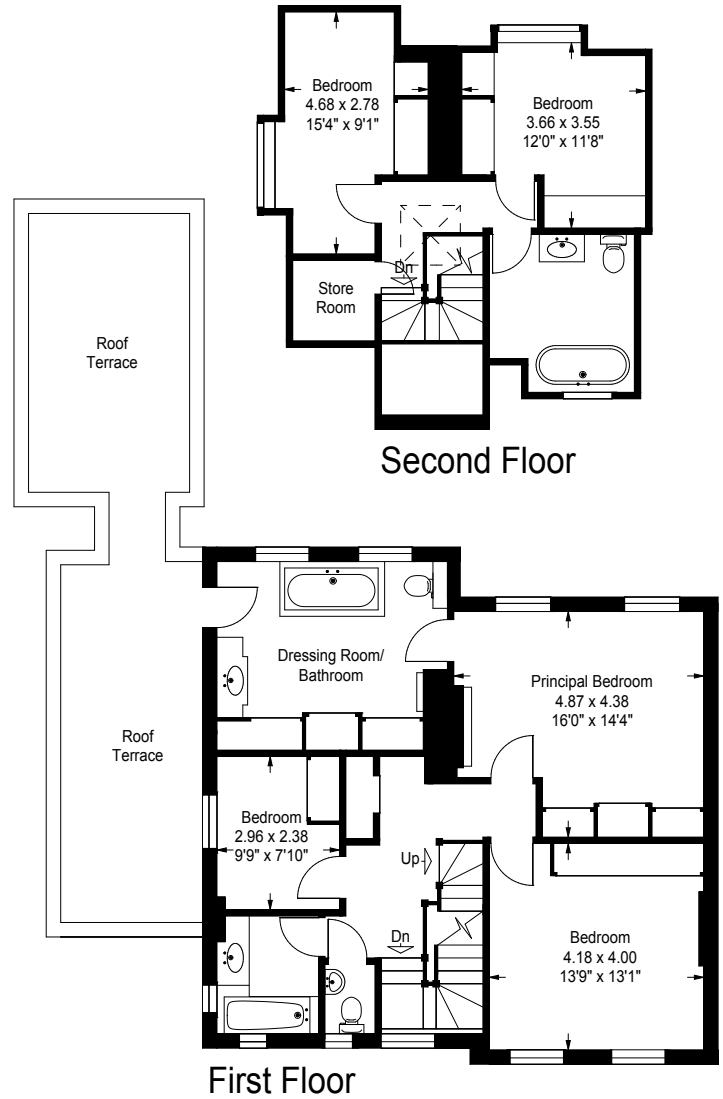 Bedroom
4.68 x 2.78
15'4" x 9'1"
Bedroom
3.66 x 3.55
12'0" x 11'8"
Dn
Store
Room
Second Floor
Roof
Terrace
Dressing Room/
Bathroom
Principal Bedroom
4.87 x 4.38
16'0" x 14'4"
Roof
Terrace
Bedroom
2.96 x 2.38
9'9" x 7'10"
Up
Dn
Bedroom
4.18 x 4.00
13'9" x 13'1"
First Floor